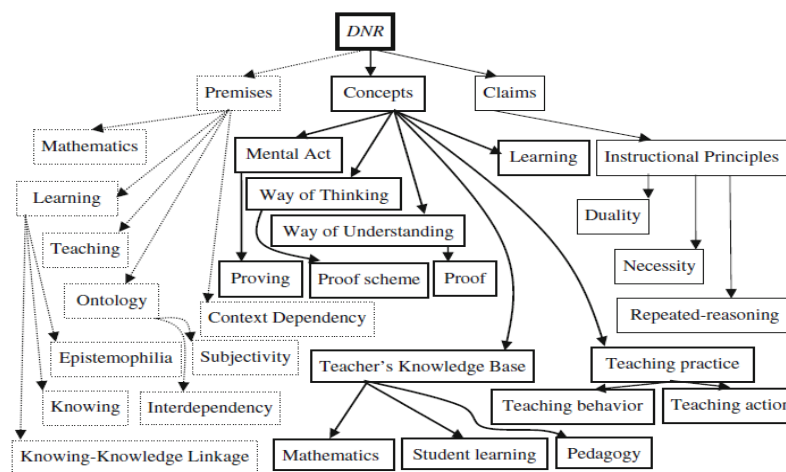 DNR
Premises
Concepts
Claims
Mathematics
Mental Act
Learning
Instructional Principles
Learning
Way of Thinking
Duality
Way of Understanding
Teaching
Necessity
Proving
Proof scheme
Proof
Ontology
Context Dependency
Repeated-reasoning
Epistemophilia
Subjectivity
Teacher's Knowledge Base
Teaching practice
Knowing
Interdependency
Teaching behavior
Teaching action
Knowing-Knowledge Linkage
Mathematics
Student learning
Pedagogy